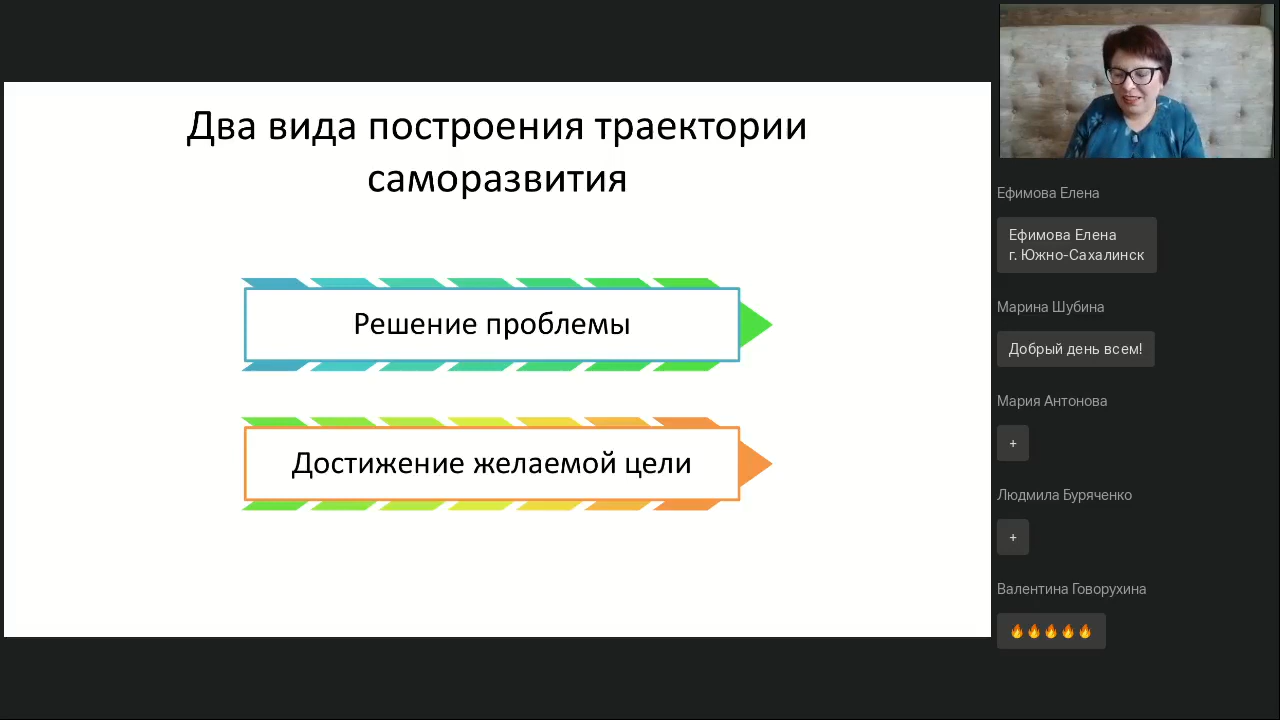 Два вида построения траектории
саморазвития
Решение проблемы
Достижение желаемой цели
Ефимова Елена
Ефимова Елена
г. Южно-Сахалинск
Марина Шубина
Добрый день всем!
Мария Антонова
+
Людмила Буряченко
+
Валентина Говорухина
🔥🔥🔥🔥🔥